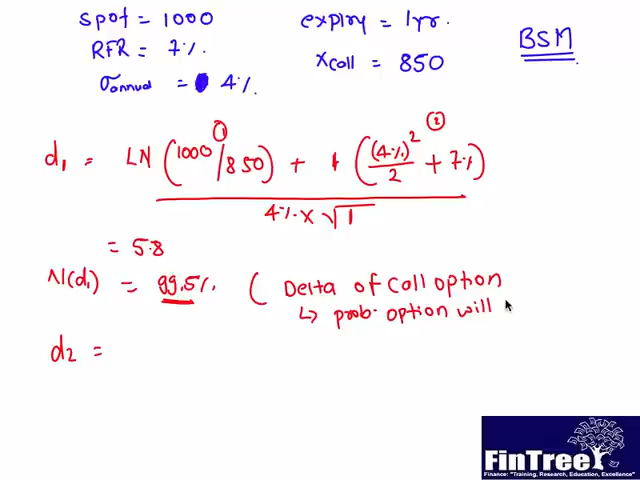 spot = 1000
RFR = 7%
σannual = 4%
expiry = 1yr.
xcall = 850
BSM
d1 = LN (1000/850) + 1 ((4%)²/2 + 7%)
① ②
4% x √1
= 5.8
N(d1) = 99.5% ( Delta of call option
↳ prob. option will
d2 =
FinTree
Finance: "Training, Research, Education, Excellence"